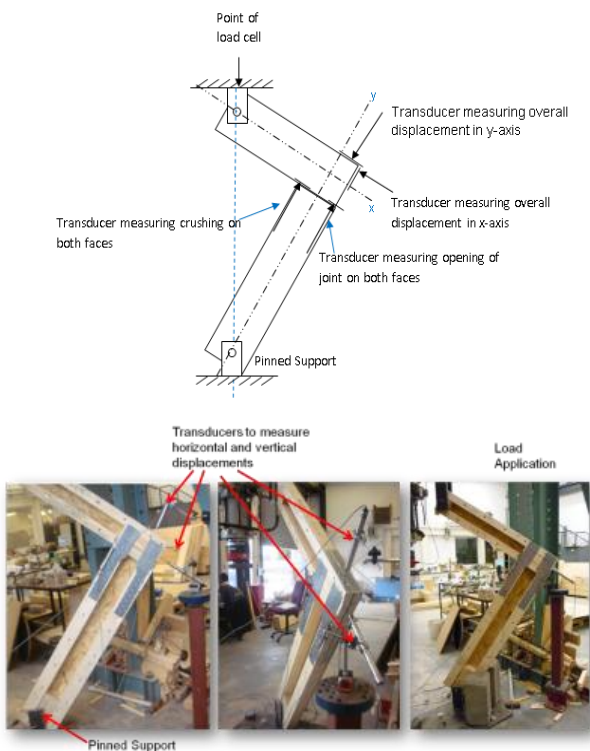 Point of
load cell
y
Transducer measuring overall
displacement in y-axis
Transducer measuring overall
displacement in x-axis
x
Transducer measuring crushing on
both faces
Transducer measuring opening of
joint on both faces
Pinned Support
Transducers to measure
horizontal and vertical
displacements
Load
Application
Pinned Support